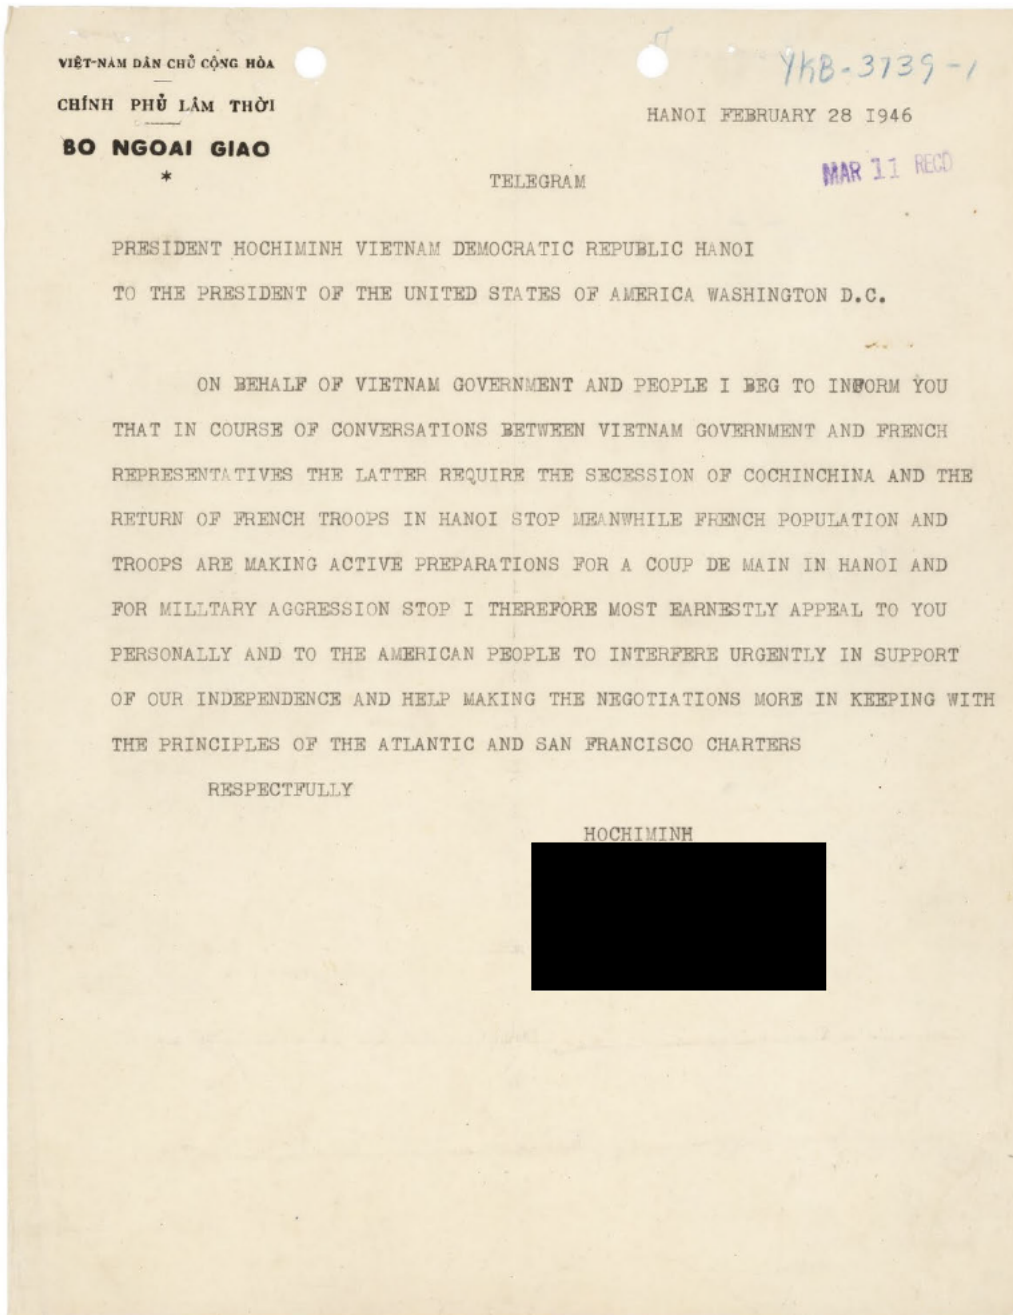 VIỆT-NAM DÂN CHỦ CỘNG HÒA
CHÍNH PHỦ LÂM THỜI
BO NGOAI GIAO
*
YKB-3739-1
HANOI FEBRUARY 28 I946
MAR 11 RECD
TELEGRAM
PRESIDENT HOCHIMINH VIETNAM DEMOCRATIC REPUBLIC HANOI
TO THE PRESIDENT OF THE UNITED STATES OF AMERICA WASHINGTON D.C.
ON BEHALF OF VIETNAM GOVERNMENT AND PEOPLE I BEG TO INFORM YOU
THAT IN COURSE OF CONVERSATIONS BETWEEN VIETNAM GOVERNMENT AND FRENCH
REPRESENTATIVES THE LATTER REQUIRE THE SECESSION OF COCHINCHINA AND THE
RETURN OF FRENCH TROOPS IN HANOI STOP MEANWHILE FRENCH POPULATION AND
TROOPS ARE MAKING ACTIVE PREPARATIONS FOR A COUP DE MAIN IN HANOI AND
FOR MILLTARY AGGRESSION STOP I THEREFORE MOST EARNESTLY APPEAL TO YOU
PERSONALLY AND TO THE AMERICAN PEOPLE TO INTERFERE URGENTLY IN SUPPORT
OF OUR INDEPENDENCE AND HELP MAKING THE NEGOTIATIONS MORE IN KEEPING WITH
THE PRINCIPLES OF THE ATLANTIC AND SAN FRANCISCO CHARTERS
RESPECTFULLY
HOCHIMINH